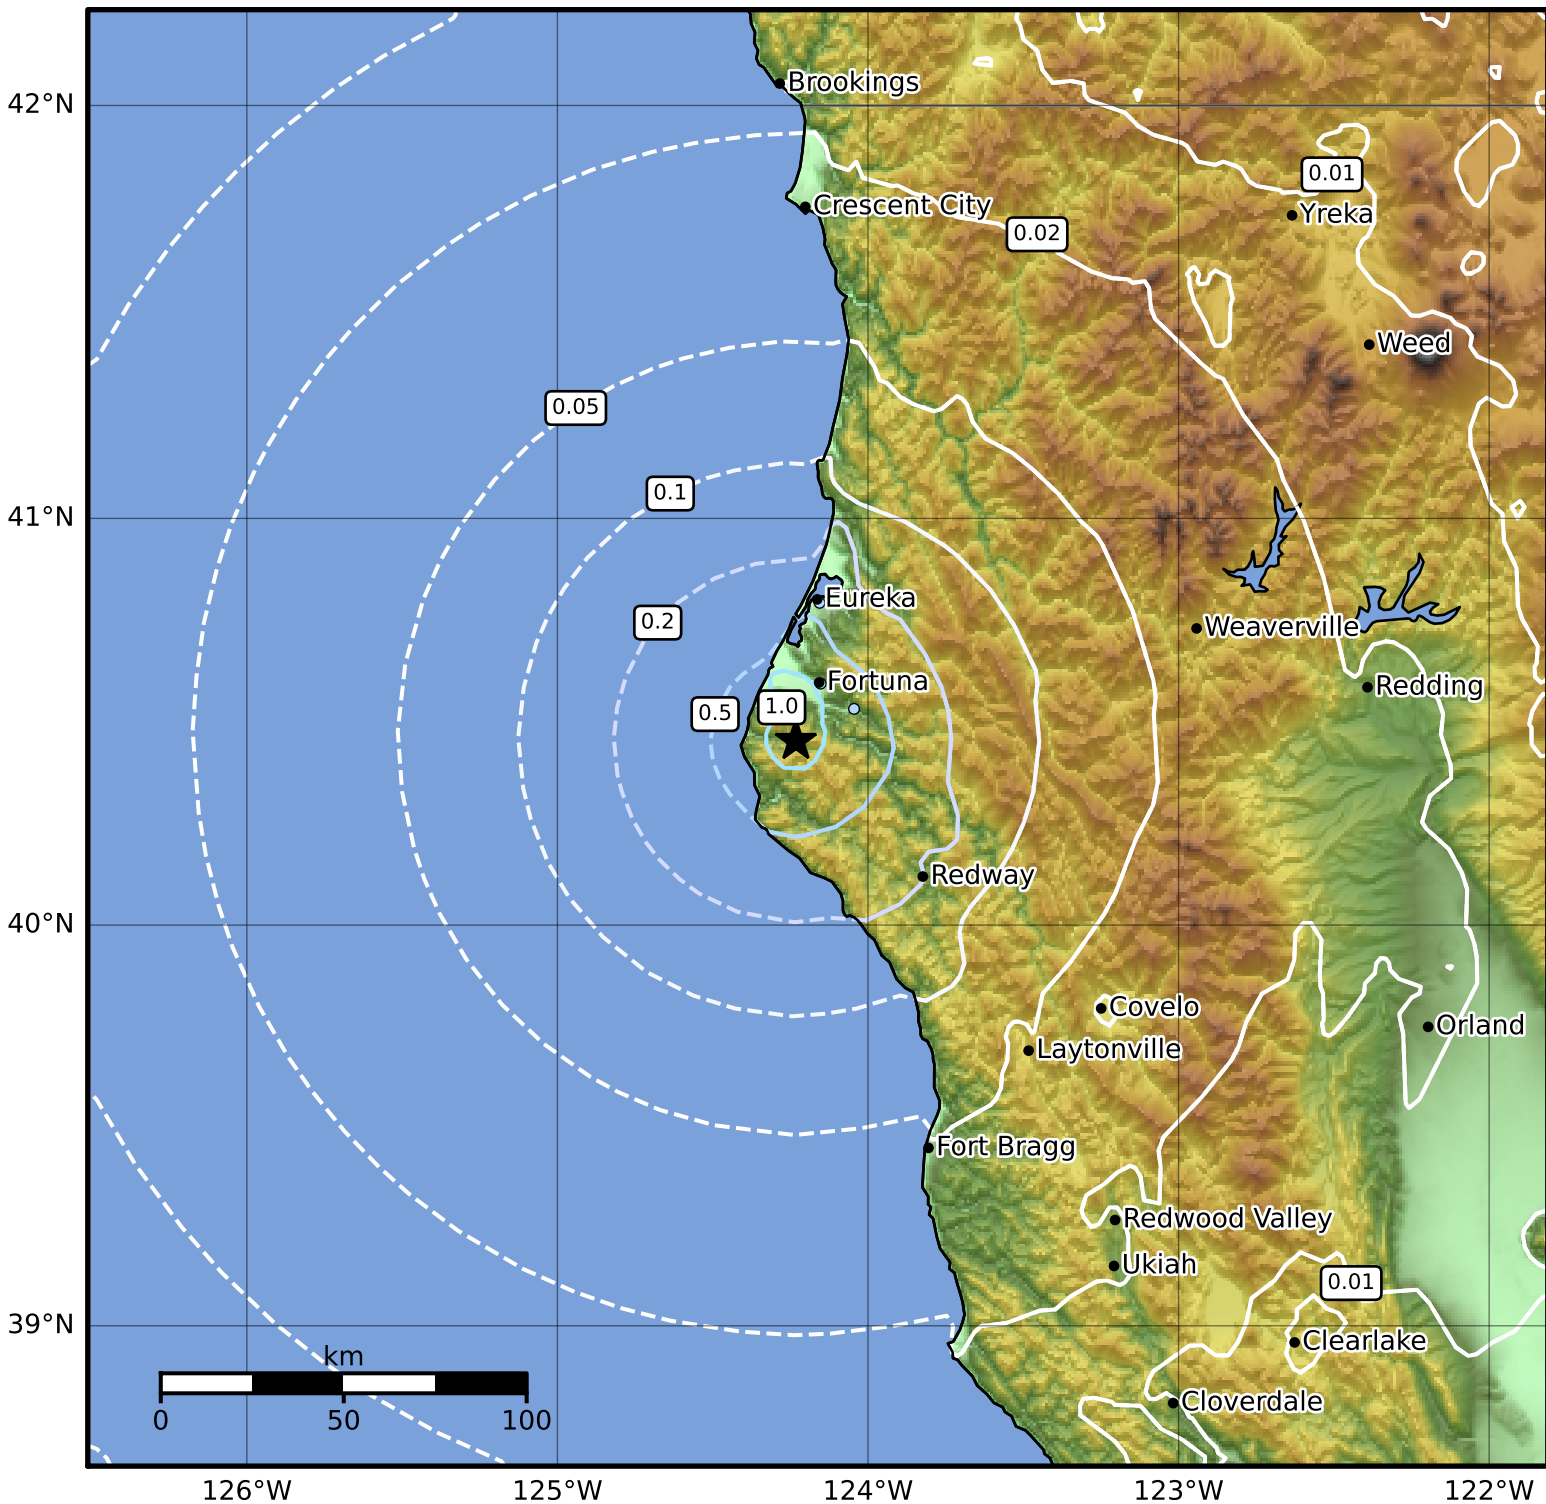 Brookings
42°N
0.01
Crescent City
Yreka
0.02
Weed
0.05
0.1
41°N
Eureka
0.2
Weaverville
Fortuna
Redding
0.5
1.0
Redway
40°N
Covelo
Orland
Laytonville
Fort Bragg
Redwood Valley
Ukiah
0.01
39°N
Clearlake
km
Cloverdale
0 50 100
126°W 125°W 124°W 123°W 122°W